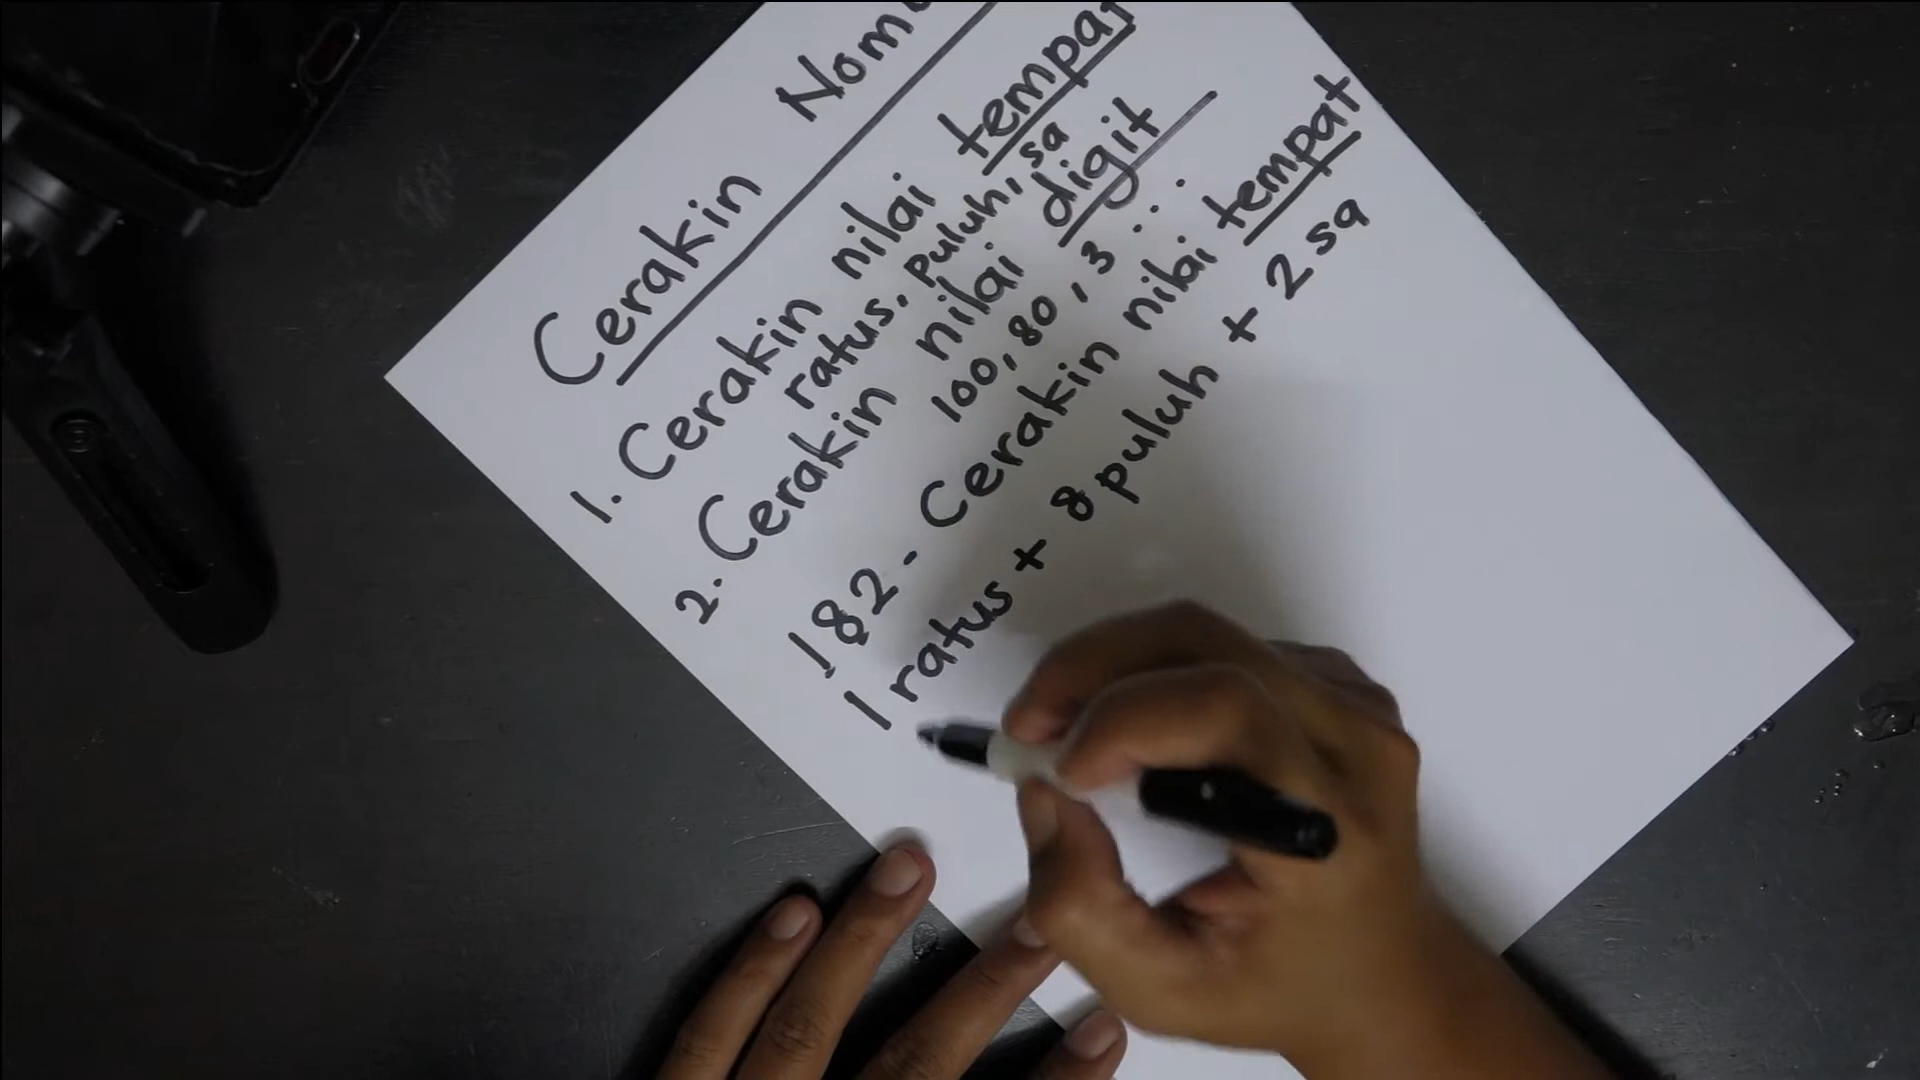 Cerakin
1. Cerakin nilai tempat
ratus, puluh, sa
2. Cerakin nilai digit
100, 80, 3 . . .
182 - Cerakin nilai tempat
1 ratus + 8 puluh + 2 sa